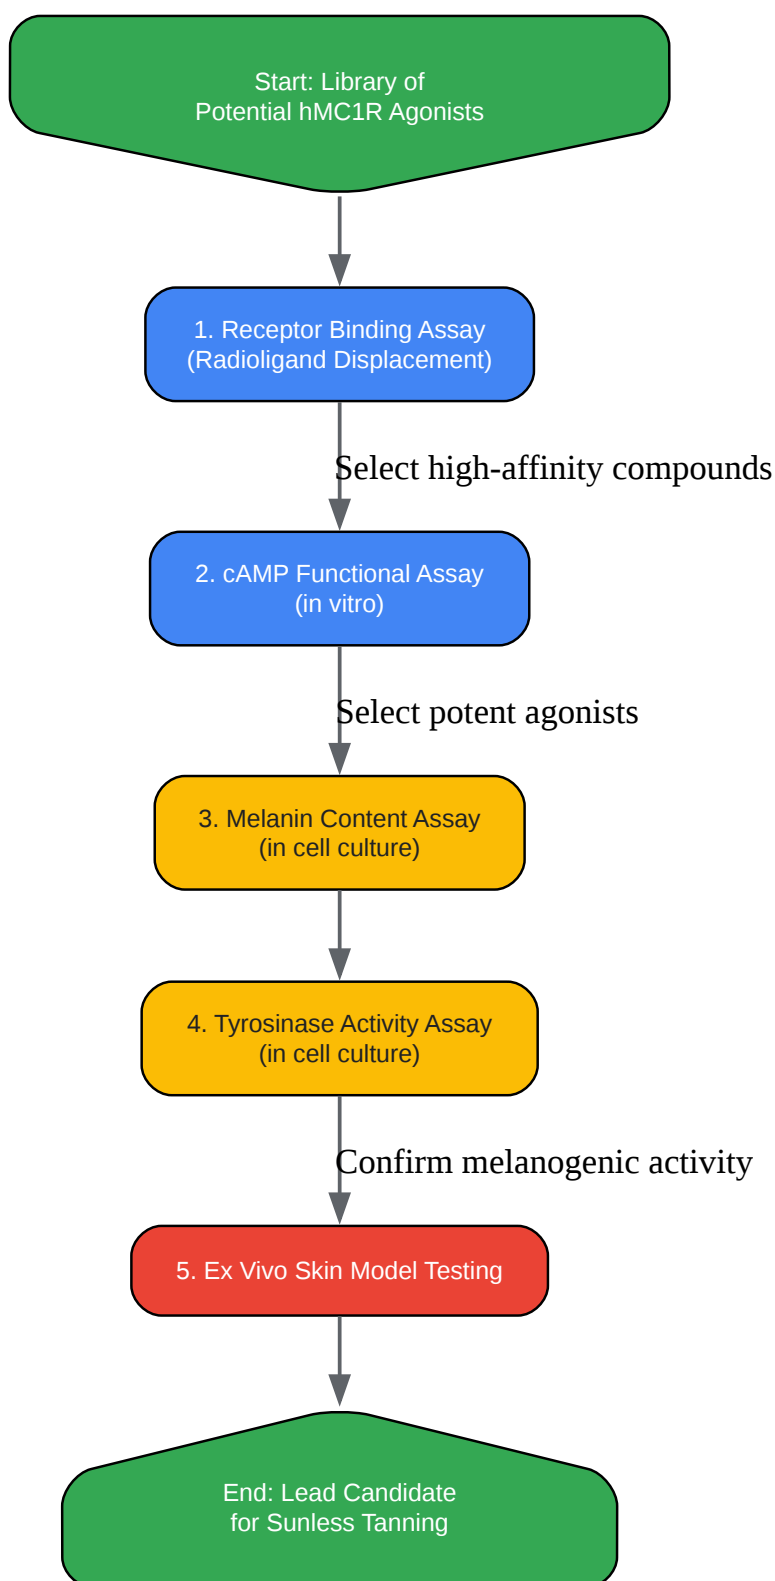 Start: Library of
Potential hMC1R Agonists
1. Receptor Binding Assay
(Radioligand Displacement)
Select high-affinity compounds
2. cAMP Functional Assay
(in vitro)
Select potent agonists
3. Melanin Content Assay
(in cell culture)
4. Tyrosinase Activity Assay
(in cell culture)
Confirm melanogenic activity
5. Ex Vivo Skin Model Testing
End: Lead Candidate
for Sunless Tanning